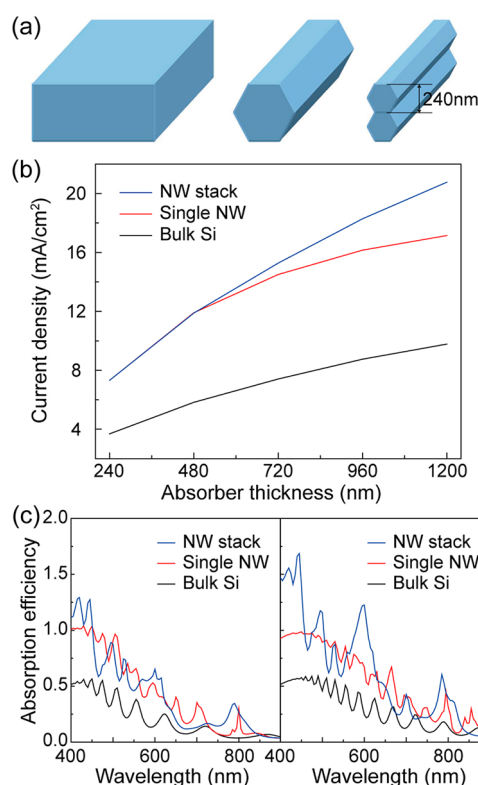 (a)
240nm
(b)
Current density (mA/cm²)
20
16
12
8
4
NW stack
Single NW
Bulk Si
240 480 720 960 1200
Absorber thickness (nm)
(c)
Absorption efficiency
2.0
1.5
1.0
0.5
0.0
NW stack
Single NW
Bulk Si
NW stack
Single NW
Bulk Si
400 500 600 700 800
400 600 800
Wavelength (nm) Wavelength (nm)